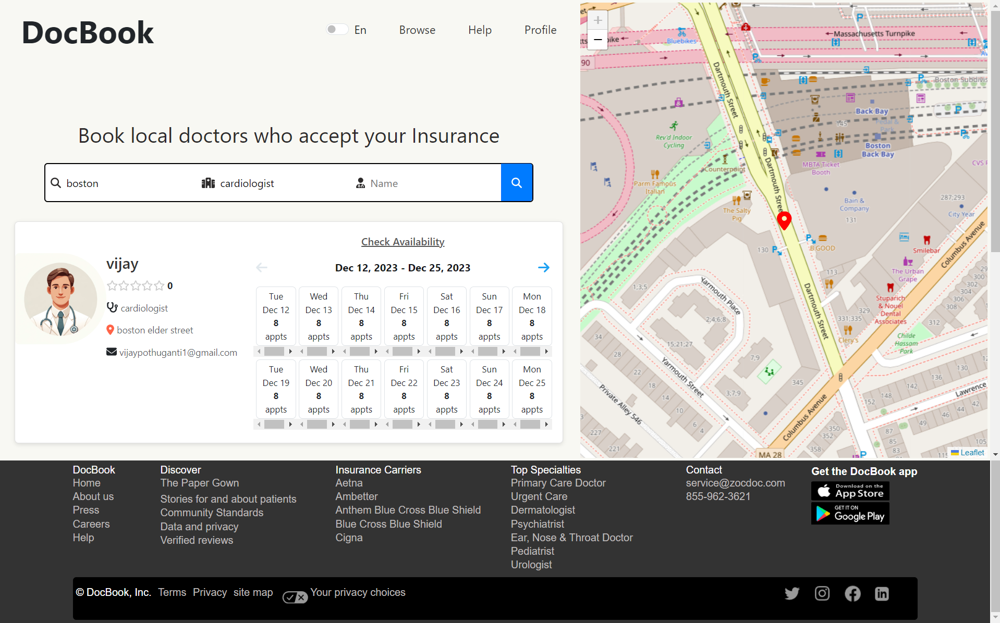 DocBook
En
Browse
Help
Profile
Book local doctors who accept your Insurance
boston
cardiologist
Name
Check Availability
vijay
0
cardiologist
boston elder street
vijaypothuganti1@gmail.com
Dec 12, 2023 - Dec 25, 2023
Tue Wed Thu Fri Sat Sun Mon
Dec 12 Dec 13 Dec 14 Dec 15 Dec 16 Dec 17 Dec 18
8 8 8 8 8 8 8
appts appts appts appts appts appts appts
Tue Wed Thu Fri Sat Sun Mon
Dec 19 Dec 20 Dec 21 Dec 22 Dec 23 Dec 24 Dec 25
8 8 8 8 8 8 8
appts appts appts appts appts appts appts
+
−
Massachusetts Turnpike
Bluebikes
90
Dartmouth Street
Boston Subdivis
Back Bay
145
Pedal &
Park
Rev'd Indoor
Cycling
Boston
Back Bay
MBTA Ticket
Booth
CVS
Counterpoint
Dartmouth Stree
Parm Famous
Italian
Bain &
Company
287;293
City Year
The Salty
Pig
131
Columbus Avenue
130
B.GOOD
Smilebar
The Urban
Grape
113
1;3;5
Yarmouth Place
Dartmouth Street
Stuparich
& Nouel
Dental
Associates
300
302
304
306
308
329
331;335
312
2;4;6;8
Clery's
Childe
Hassam
Park
34
15;21;27
7;9
Yarmouth Street
22
18
14
10
6
4
345
3;7;9
130
136
142
148
152
Lawrence
Private Alley 546
Columbus Avenue
42
44
46
49
350
352
358
87
85
83
105
227
221
MA 28
Leaflet
DocBook
Home
About us
Press
Careers
Help
Discover
The Paper Gown
Stories for and about patients
Community Standards
Data and privacy
Verified reviews
Insurance Carriers
Aetna
Ambetter
Anthem Blue Cross Blue Shield
Blue Cross Blue Shield
Cigna
Top Specialties
Primary Care Doctor
Urgent Care
Dermatologist
Psychiatrist
Ear, Nose & Throat Doctor
Pediatrist
Urologist
Contact
service@zocdoc.com
855-962-3621
Get the DocBook app
Download on the
App Store
GET IT ON
Google Play
© DocBook, Inc. Terms Privacy site map Your privacy choices